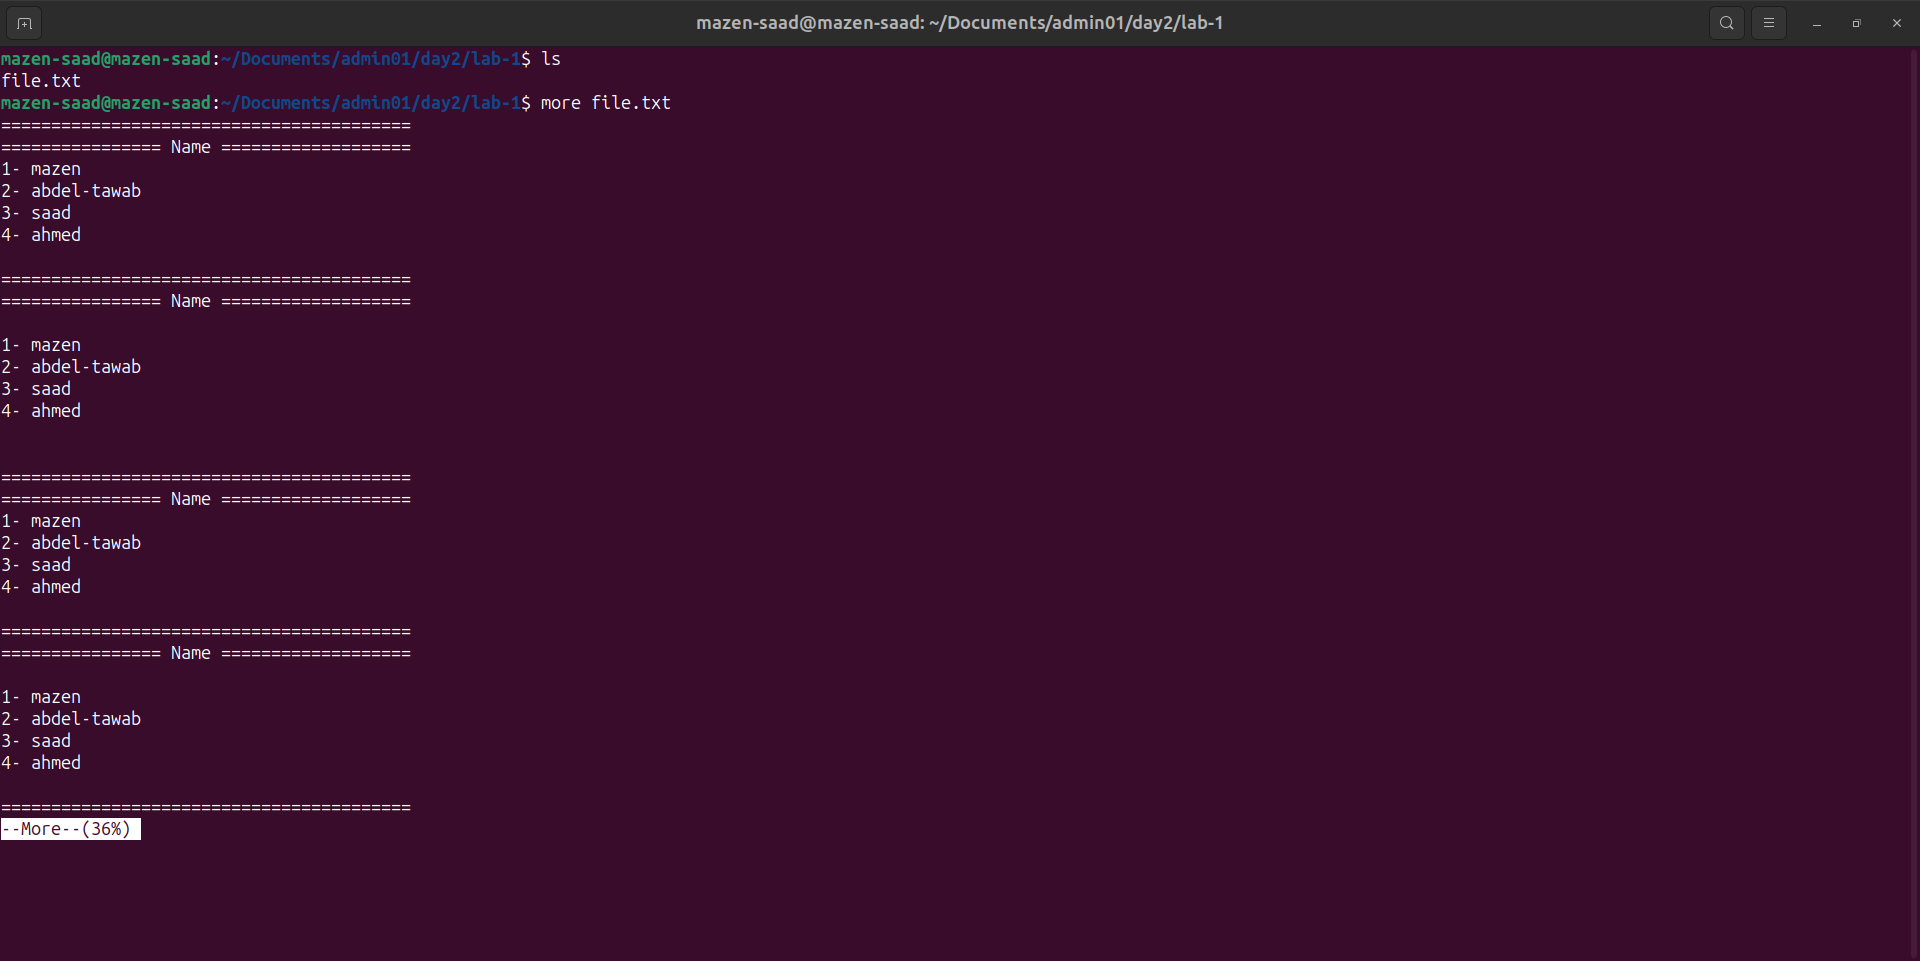 mazen-saad@mazen-saad: ~/Documents/admin01/day2/lab-1
mazen-saad@mazen-saad:~/Documents/admin01/day2/lab-1$ ls
file.txt
mazen-saad@mazen-saad:~/Documents/admin01/day2/lab-1$ more file.txt
=========================================
================ Name ===================
1- mazen
2- abdel-tawab
3- saad
4- ahmed
=========================================
================ Name ===================
1- mazen
2- abdel-tawab
3- saad
4- ahmed
=========================================
================ Name ===================
1- mazen
2- abdel-tawab
3- saad
4- ahmed
=========================================
================ Name ===================
1- mazen
2- abdel-tawab
3- saad
4- ahmed
=========================================
--More--(36%)